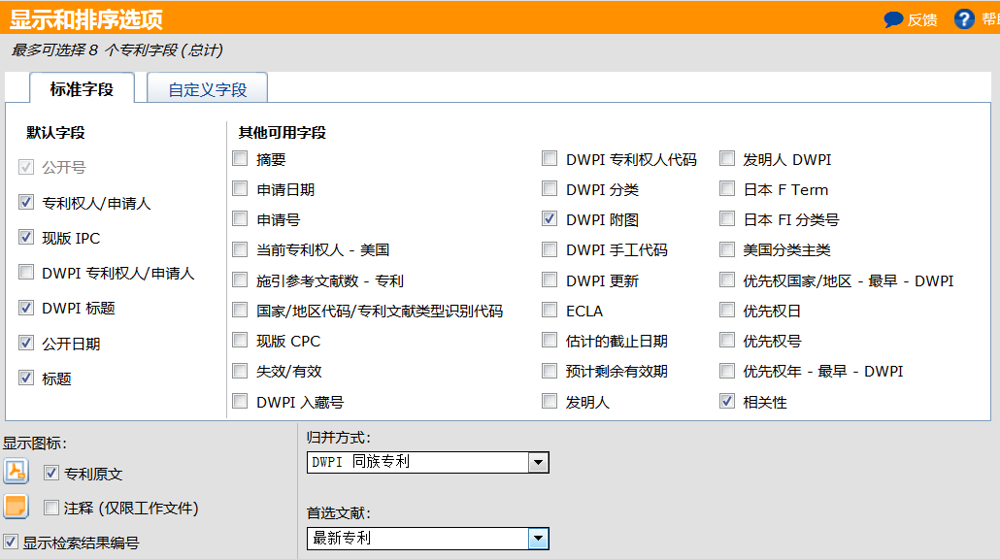 显示和排序选项
反馈
帮
最多可选择 8 个专利字段 (总计)
标准字段
自定义字段
默认字段
公开号
专利权人/申请人
现版 IPC
DWPI 专利权人/申请人
DWPI 标题
公开日期
标题
其他可用字段
摘要
申请日期
申请号
当前专利权人 - 美国
施引参考文献数 - 专利
国家/地区代码/专利文献类型识别代码
现版 CPC
失效/有效
DWPI 入藏号
DWPI 专利权人代码
DWPI 分类
DWPI 附图
DWPI 手工代码
DWPI 更新
ECLA
估计的截止日期
预计剩余有效期
发明人
发明人 DWPI
日本 F Term
日本 FI 分类号
美国分类主类
优先权国家/地区 - 最早 - DWPI
优先权日
优先权号
优先权年 - 最早 - DWPI
相关性
显示图标:
专利原文
注释 (仅限工作文件)
显示检索结果编号
归并方式:
DWPI 同族专利
首选文献:
最新专利